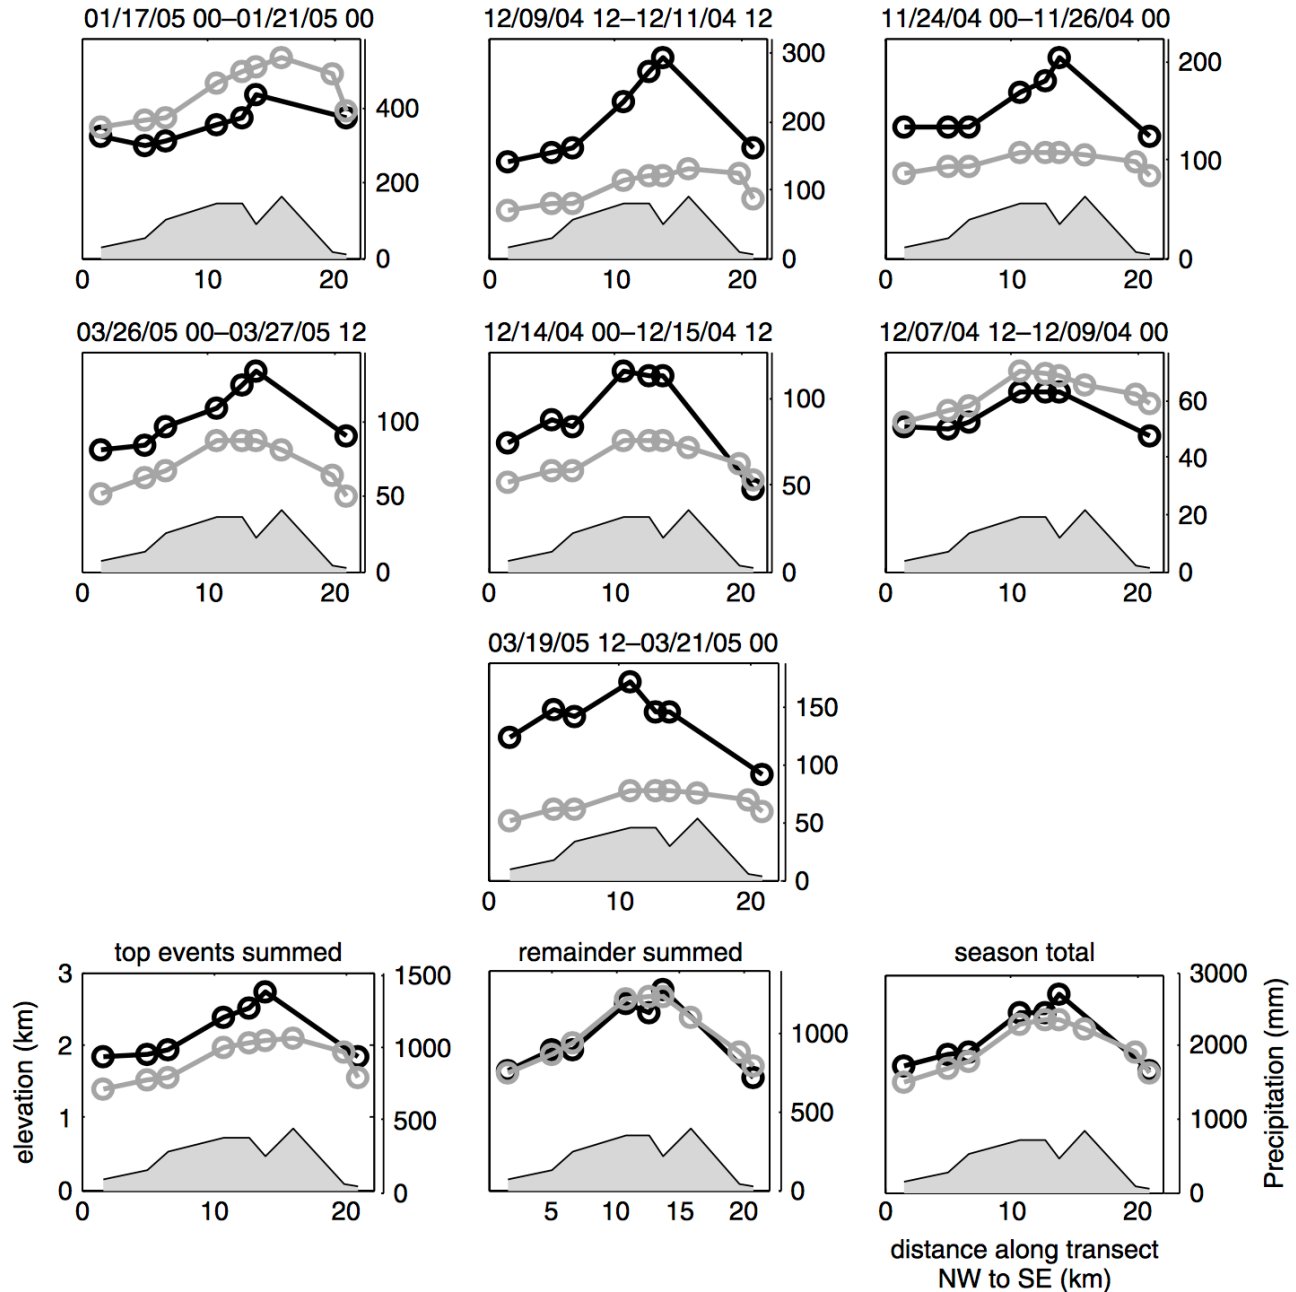 01/17/05 00–01/21/05 00
12/09/04 12–12/11/04 12
11/24/04 00–11/26/04 00
400
200
0
0 10 20
300
200
100
0
0 10 20
200
100
0
0 10 20
03/26/05 00–03/27/05 12
12/14/04 00–12/15/04 12
12/07/04 12–12/09/04 00
100
50
0
0 10 20
100
50
0
0 10 20
60
40
20
0
0 10 20
03/19/05 12–03/21/05 00
150
100
50
0
0 10 20
top events summed
remainder summed
season total
elevation (km)
3
2
1
0
1500
1000
500
0
0 10 20
1000
500
0
5 10 15 20
3000
2000
1000
0
0 10 20
Precipitation (mm)
distance along transect
NW to SE (km)